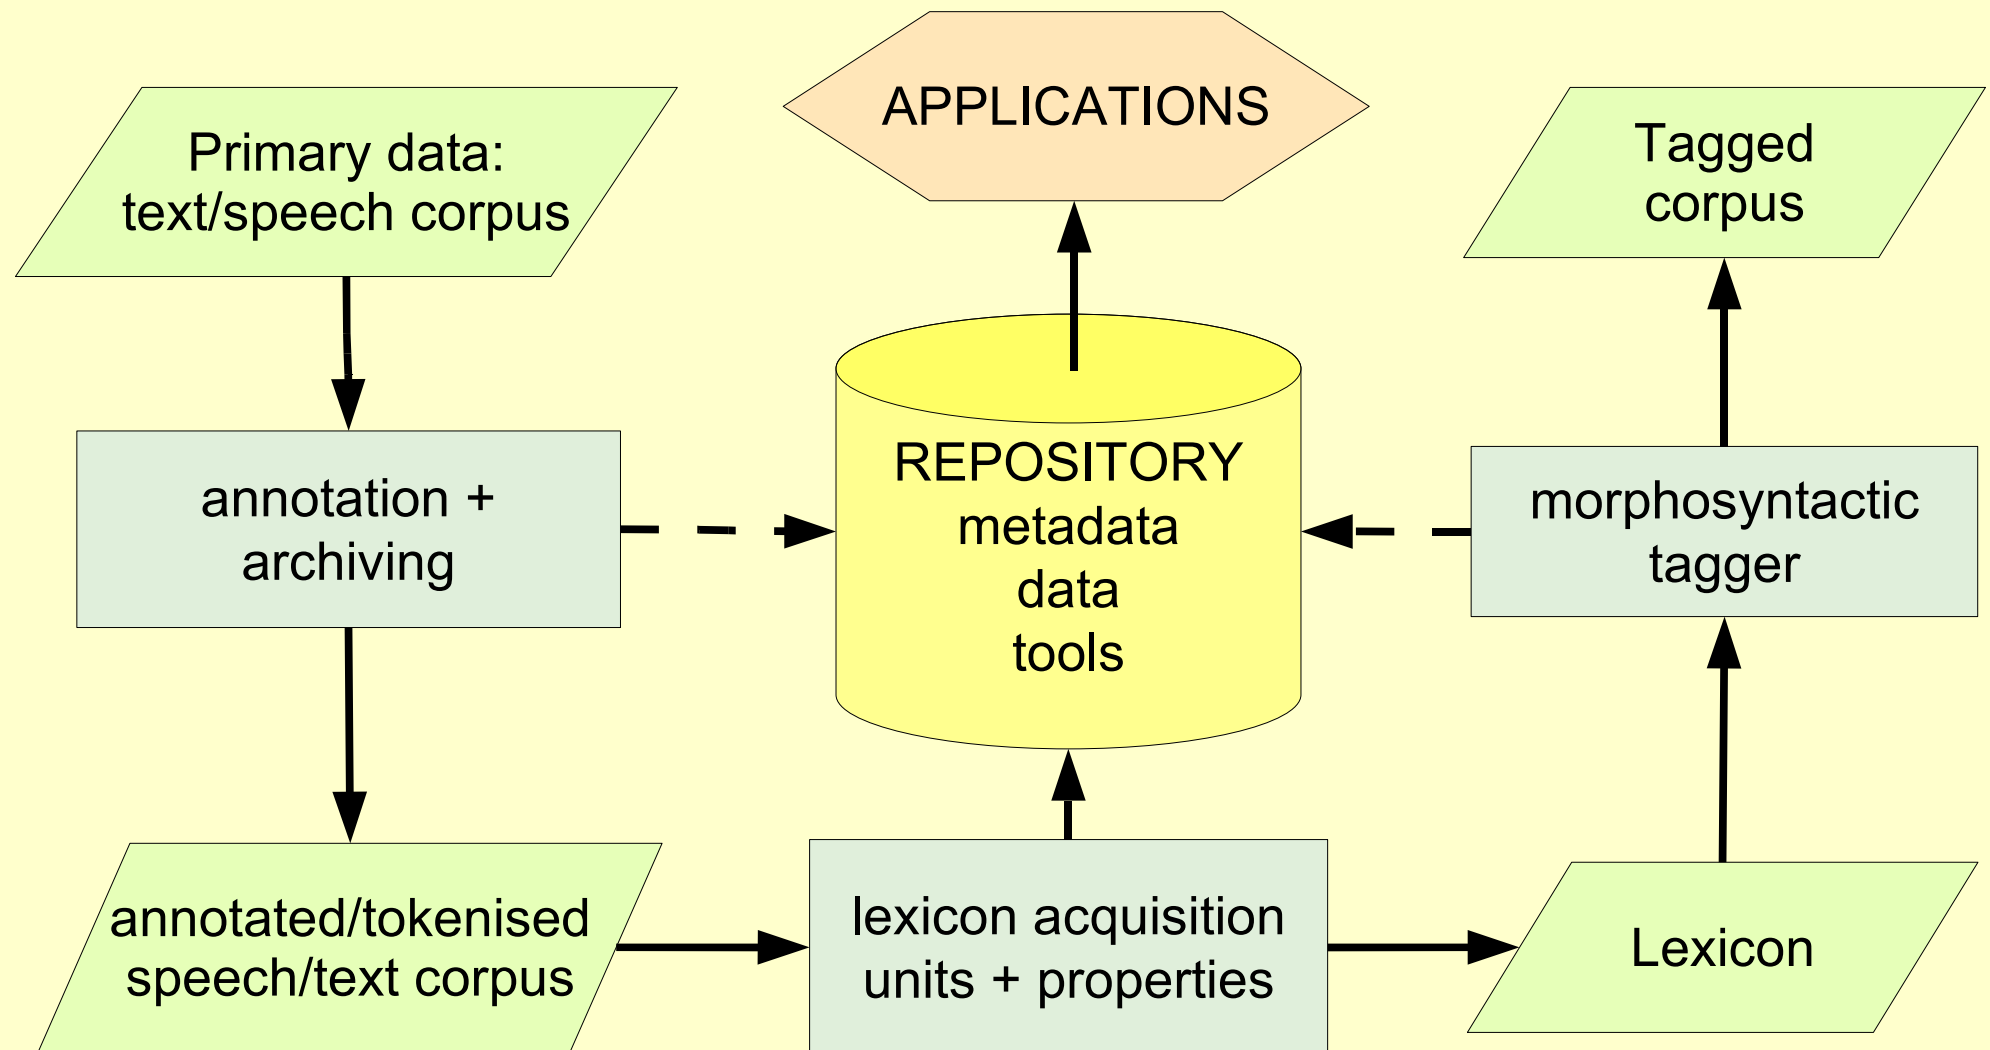 Primary data:
text/speech corpus
APPLICATIONS
Tagged
corpus
annotation +
archiving
REPOSITORY
metadata
data
tools
morphosyntactic
tagger
annotated/tokenised
speech/text corpus
lexicon acquisition
units + properties
Lexicon